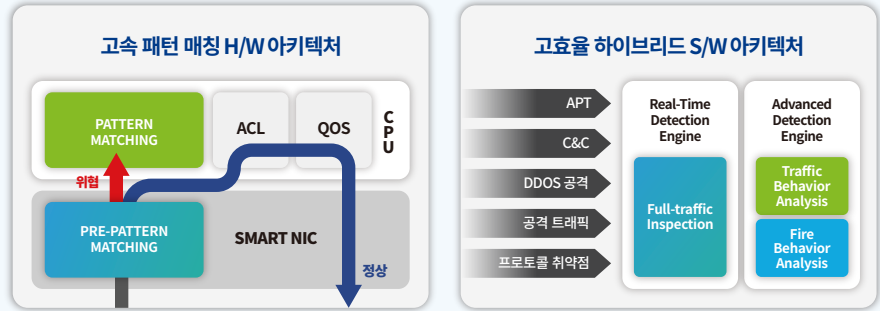 고속 패턴 매칭 H/W 아키텍처
PATTERN
MATCHING
ACL
QOS
CPU
위협
PRE-PATTERN
MATCHING
SMART NIC
정상
고효율 하이브리드 S/W 아키텍처
APT
C&C
DDOS 공격
공격 트래픽
프로토콜 취약점
Real-Time
Detection
Engine
Full-traffic
Inspection
Advanced
Detection
Engine
Traffic
Behavior
Analysis
Fire
Behavior
Analysis